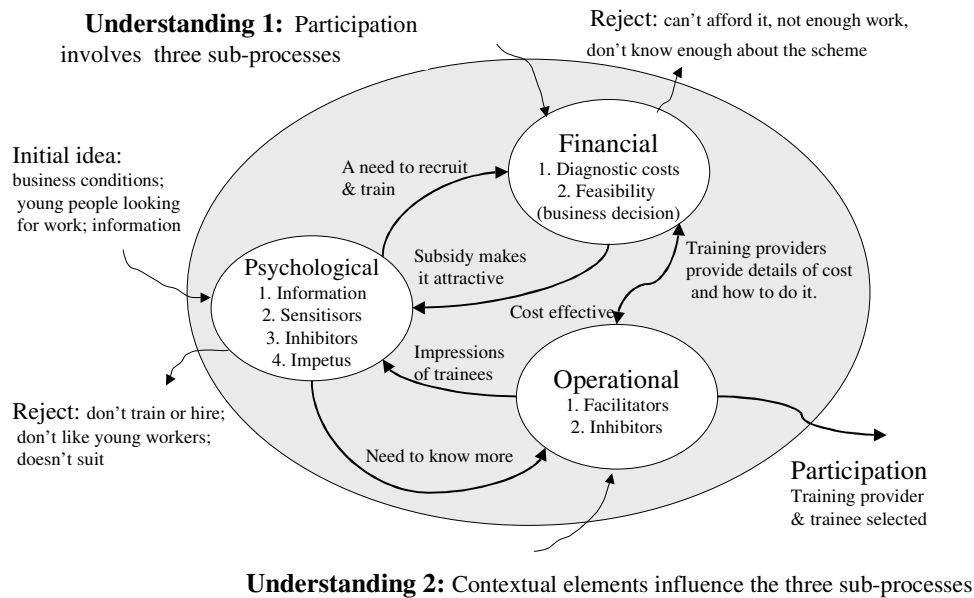 Understanding 1: Participation
involves three sub-processes
Reject: can't afford it, not enough work,
don't know enough about the scheme
Initial idea:
business conditions;
young people looking
for work; information
A need to recruit
& train
Financial
1. Diagnostic costs
2. Feasibility
(business decision)
Psychological
1. Information
2. Sensitisors
3. Inhibitors
4. Impetus
Subsidy makes
it attractive
Training providers
provide details of cost
and how to do it.
Cost effective
Impressions
of trainees
Operational
1. Facilitators
2. Inhibitors
Reject: don't train or hire;
don't like young workers;
doesn't suit
Need to know more
Participation
Training provider
& trainee selected
Understanding 2: Contextual elements influence the three sub-processes